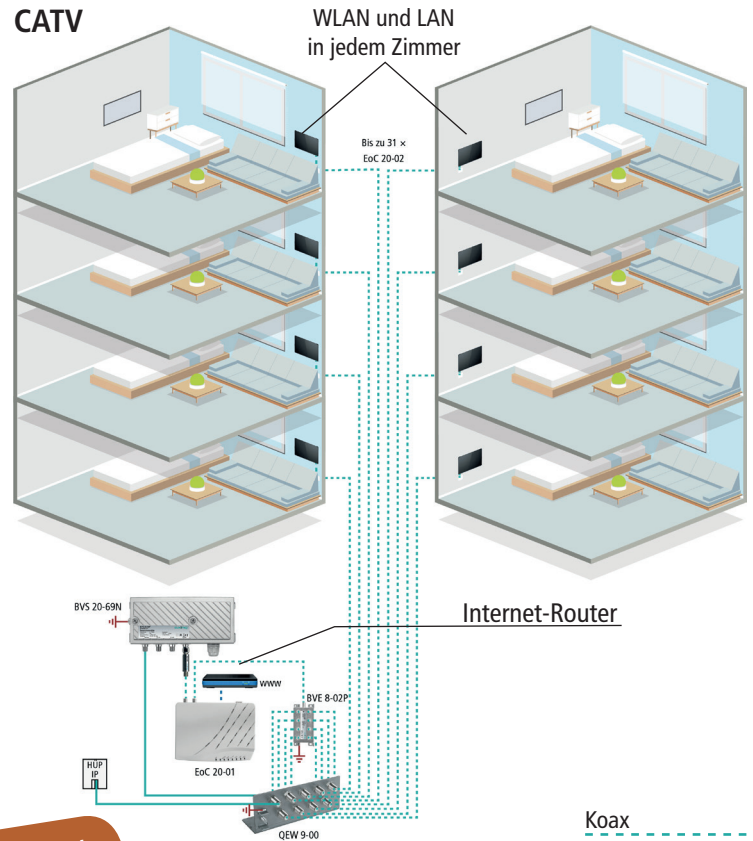 CATV
WLAN und LAN
in jedem Zimmer
Bis zu 31 ×
EoC 20-02
BVS 20-69N
Internet-Router
www
BVE 8-02P
EoC 20-01
HÜP
IP
QEW 9-00
Koax